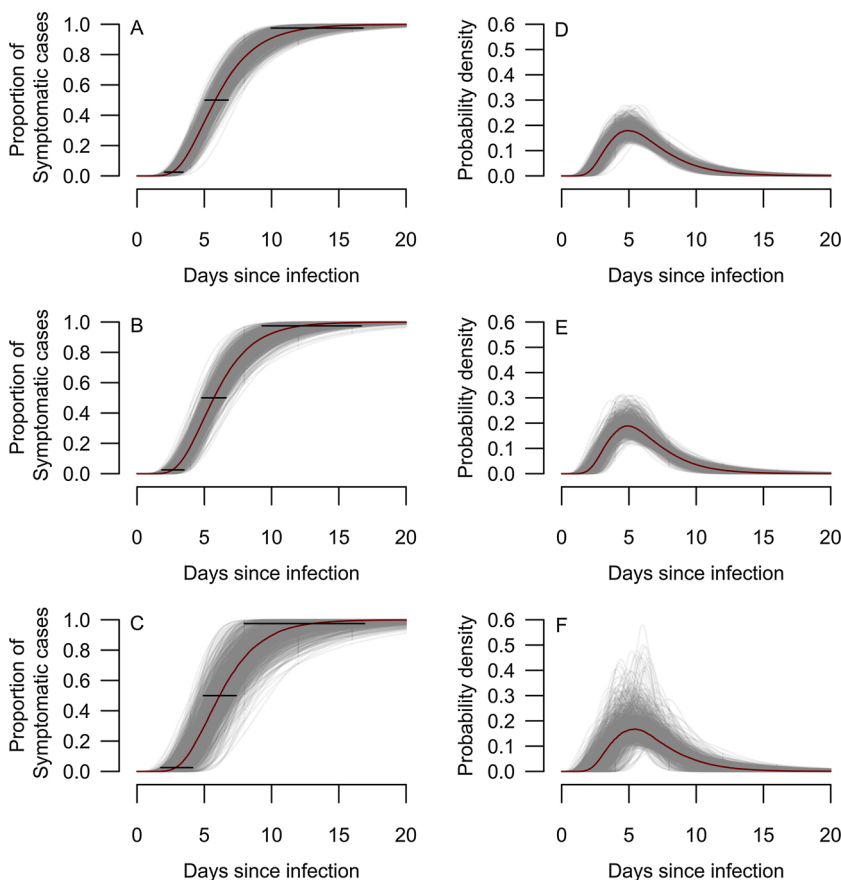 A
Proportion of
Symptomatic cases
1.0
0.8
0.6
0.4
0.2
0.0
0 5 10 15 20
Days since infection
D
Probability density
0.6
0.5
0.4
0.3
0.2
0.1
0.0
0 5 10 15 20
Days since infection
B
Proportion of
Symptomatic cases
1.0
0.8
0.6
0.4
0.2
0.0
0 5 10 15 20
Days since infection
E
Probability density
0.6
0.5
0.4
0.3
0.2
0.1
0.0
0 5 10 15 20
Days since infection
C
Proportion of
Symptomatic cases
1.0
0.8
0.6
0.4
0.2
0.0
0 5 10 15 20
Days since infection
F
Probability density
0.6
0.5
0.4
0.3
0.2
0.1
0.0
0 5 10 15 20
Days since infection